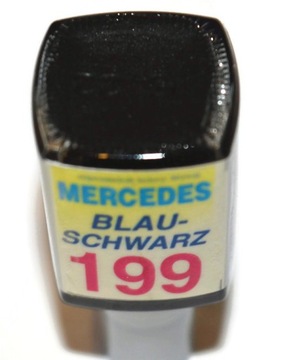 MERCEDES
BLAU-
SCHWARZ
199